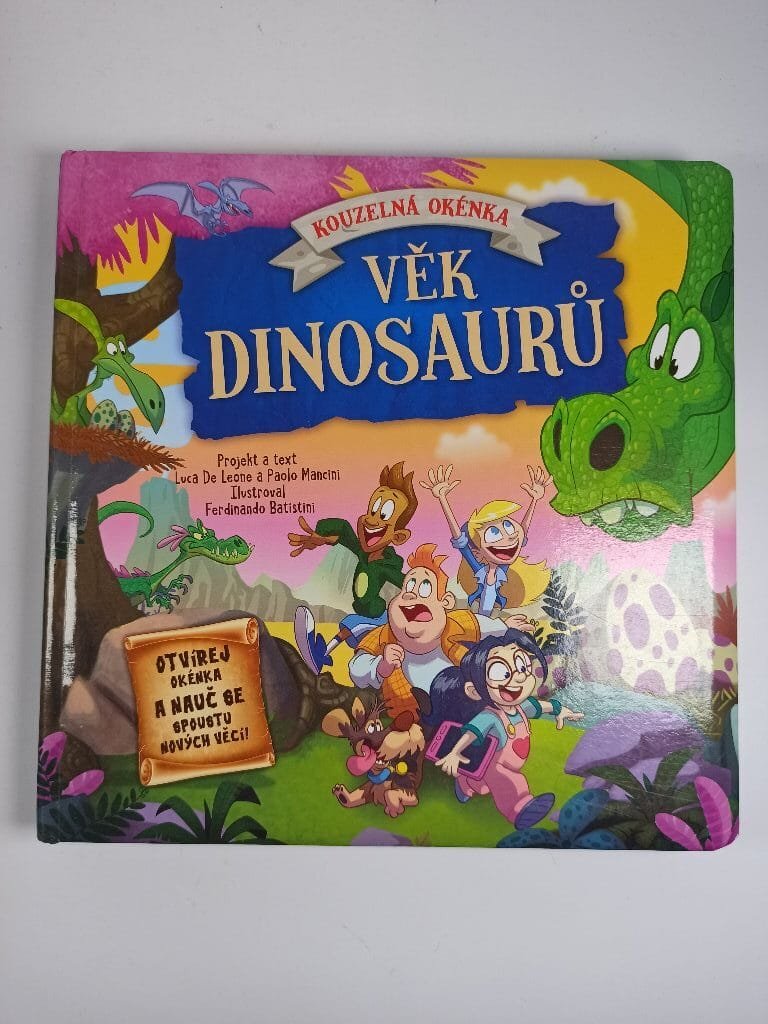 KOUZELNÁ OKÉNKA
VĚK
DINOSAURŮ
Projekt a text
Luca De Leone a Paolo Mancini
Ilustroval
Ferdinando Batistini
OTVÍREJ
OKÉNKA
A NAUČ SE
SPOUSTU
NOVÝCH VĚCÍ!